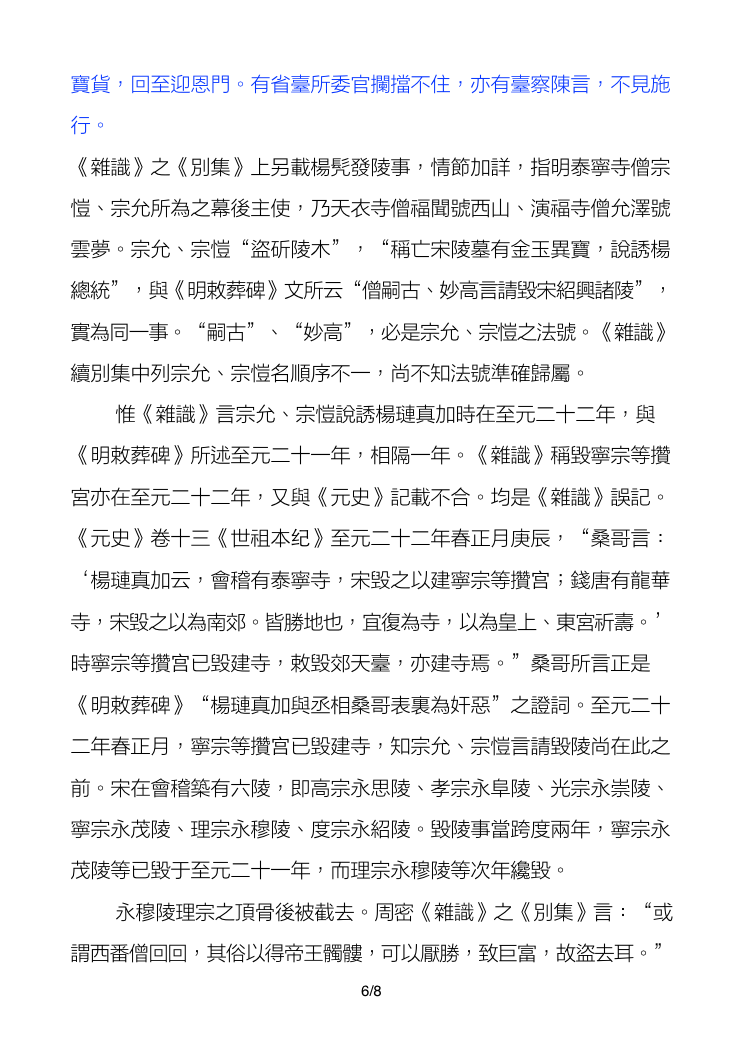 寶貨，回至迎恩門。有省臺所委官攔擋不住，亦有臺察陳言，不見施
行。
《雜識》之《別集》上另載楊髡發陵事，情節加詳，指明泰寧寺僧宗
愷、宗允所為之幕後主使，乃天衣寺僧福聞號西山、演福寺僧允澤號
雲夢。宗允、宗愷“盜斫陵木”，“稱亡宋陵墓有金玉異寶，說誘楊
總統”，與《明敕葬碑》文所云“僧嗣古、妙高言請毀宋紹興諸陵”，
實為同一事。“嗣古”、“妙高”，必是宗允、宗愷之法號。《雜識》
續別集中列宗允、宗愷名順序不一，尚不知法號準確歸屬。
惟《雜識》言宗允、宗愷說誘楊璉真加時在至元二十二年，與
《明敕葬碑》所述至元二十一年，相隔一年。《雜識》稱毀寧宗等攢
宮亦在至元二十二年，又與《元史》記載不合。均是《雜識》誤記。
《元史》卷十三《世祖本纪》至元二十二年春正月庚辰，“桑哥言：
‘楊璉真加云，會稽有泰寧寺，宋毀之以建寧宗等攢宮；錢唐有龍華
寺，宋毀之以為南郊。皆勝地也，宜復為寺，以為皇上、東宮祈壽。’
時寧宗等攢宮已毀建寺，敕毀郊天臺，亦建寺焉。”桑哥所言正是
《明敕葬碑》“楊璉真加與丞相桑哥表裏為奸惡”之證詞。至元二十
二年春正月，寧宗等攢宮已毀建寺，知宗允、宗愷言請毀陵尚在此之
前。宋在會稽築有六陵，即高宗永思陵、孝宗永阜陵、光宗永崇陵、
寧宗永茂陵、理宗永穆陵、度宗永紹陵。毀陵事當跨度兩年，寧宗永
茂陵等已毀于至元二十一年，而理宗永穆陵等次年纔毀。
永穆陵理宗之頂骨後被截去。周密《雜識》之《別集》言：“或
謂西番僧回回，其俗以得帝王髑髏，可以厭勝，致巨富，故盜去耳。”
6/8